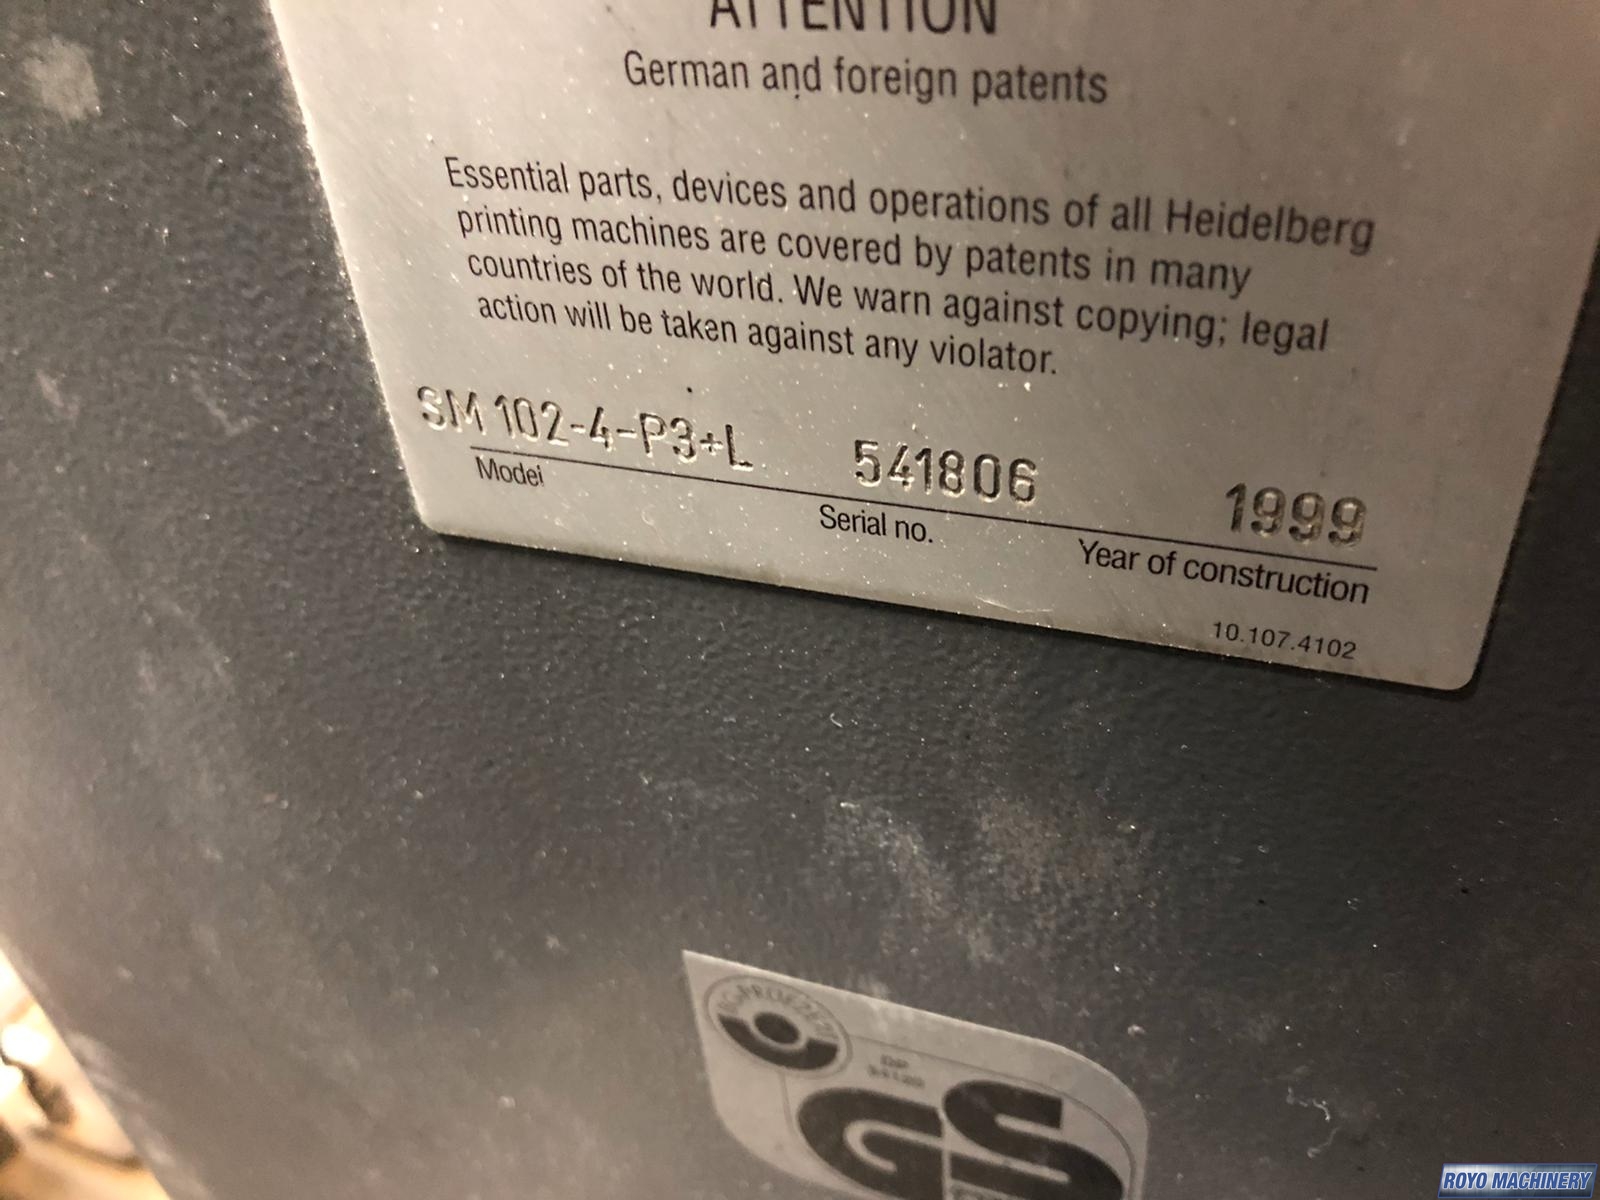 ATTENTION
German and foreign patents
Essential parts, devices and operations of all Heidelberg
printing machines are covered by patents in many
countries of the world. We warn against copying; legal
action will be taken against any violator.
SM 102-4-P3+L 541806 1999
Model Serial no. Year of construction
10.107.4102
GS
ROYO MACHINERY